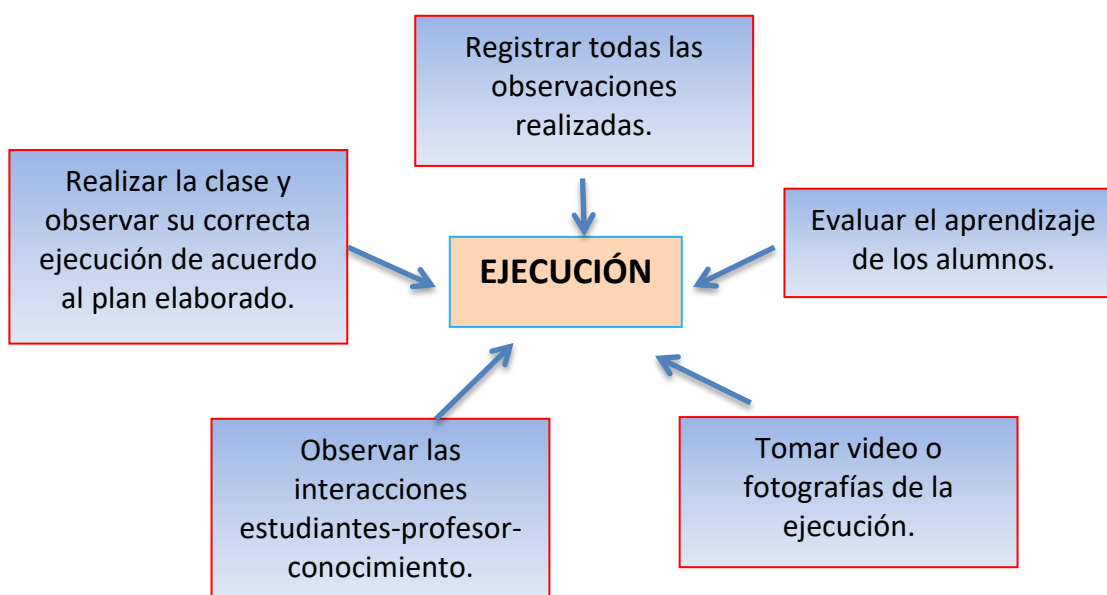 Registrar todas las
observaciones
realizadas.
Realizar la clase y
observar su correcta
ejecución de acuerdo
al plan elaborado.
EJECUCIÓN
Evaluar el aprendizaje
de los alumnos.
Observar las
interacciones
estudiantes-profesor-
conocimiento.
Tomar video o
fotografías de la
ejecución.